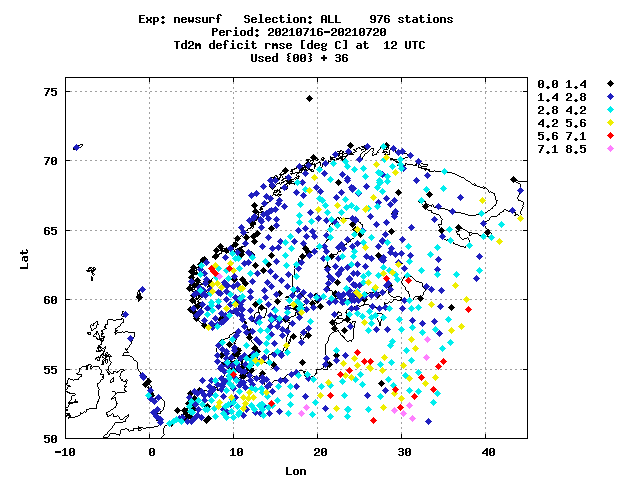 Exp: newsurf   Selection: ALL    976 stations
Period: 20210716-20210720
Td2m deficit rmse [deg C] at  12 UTC
Used {00} + 36
0.0 1.4
1.4 2.8
2.8 4.2
4.2 5.6
5.6 7.1
7.1 8.5
75
70
65
60
55
50
Lat
-10 0 10 20 30 40
Lon